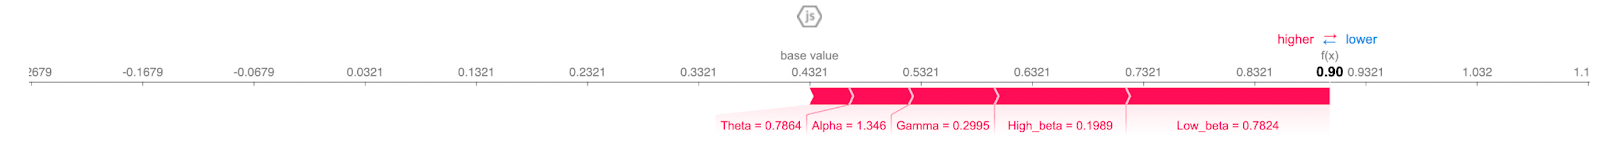 js
higher lower
base value f(x)
2679 -0.1679 -0.0679 0.0321 0.1321 0.2321 0.3321 0.4321 0.5321 0.6321 0.7321 0.8321 0.90 0.9321 1.032 1.1
Theta = 0.7864 Alpha = 1.346 Gamma = 0.2995 High_beta = 0.1989 Low_beta = 0.7824